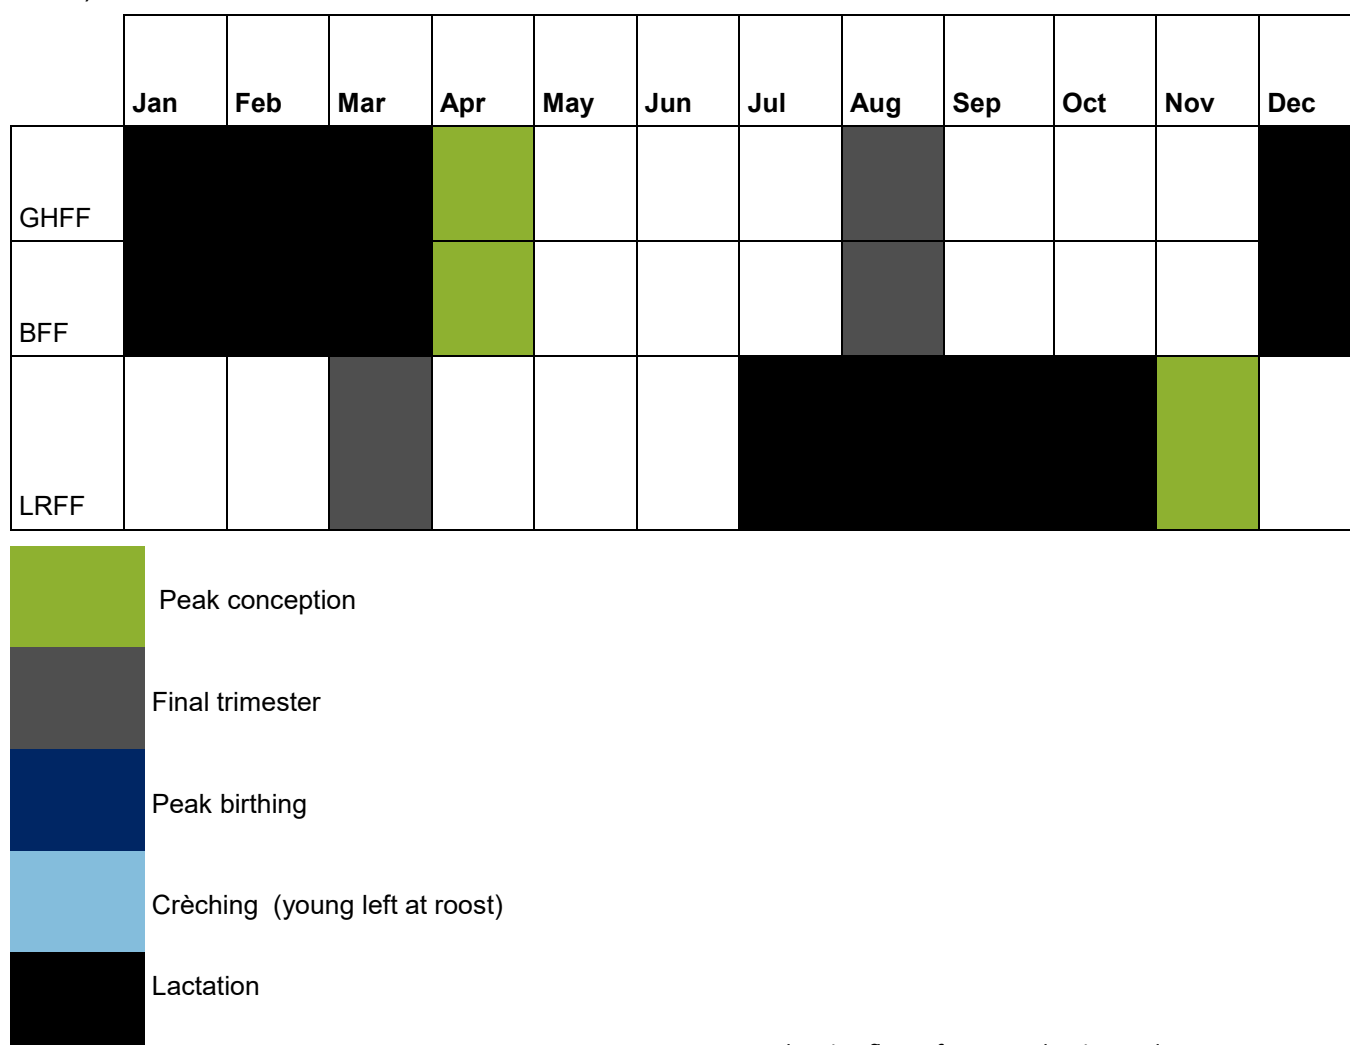 Jan Feb Mar Apr May Jun Jul Aug Sep Oct Nov Dec
GHFF
BFF
LRFF
Peak conception
Final trimester
Peak birthing
Crèching (young left at roost)
Lactation